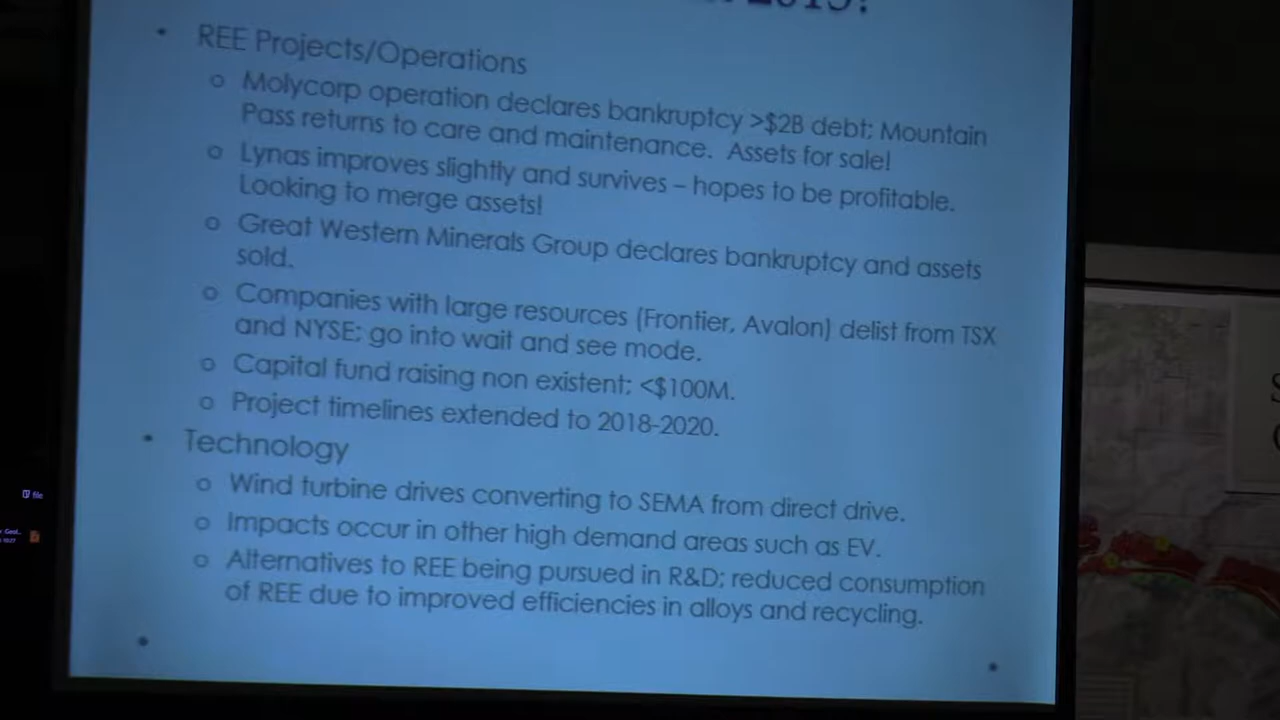 2015?
• REE Projects/Operations
o Molycorp operation declares bankruptcy >$2B debt; Mountain
Pass returns to care and maintenance. Assets for sale!
o Lynas improves slightly and survives – hopes to be profitable.
Looking to merge assets!
o Great Western Minerals Group declares bankruptcy and assets
sold.
o Companies with large resources (Frontier, Avalon) delist from TSX
and NYSE; go into wait and see mode.
o Capital fund raising non existent; <$100M.
o Project timelines extended to 2018-2020.
• Technology
o Wind turbine drives converting to SEMA from direct drive.
o Impacts occur in other high demand areas such as EV.
o Alternatives to REE being pursued in R&D; reduced consumption
of REE due to improved efficiencies in alloys and recycling.
file